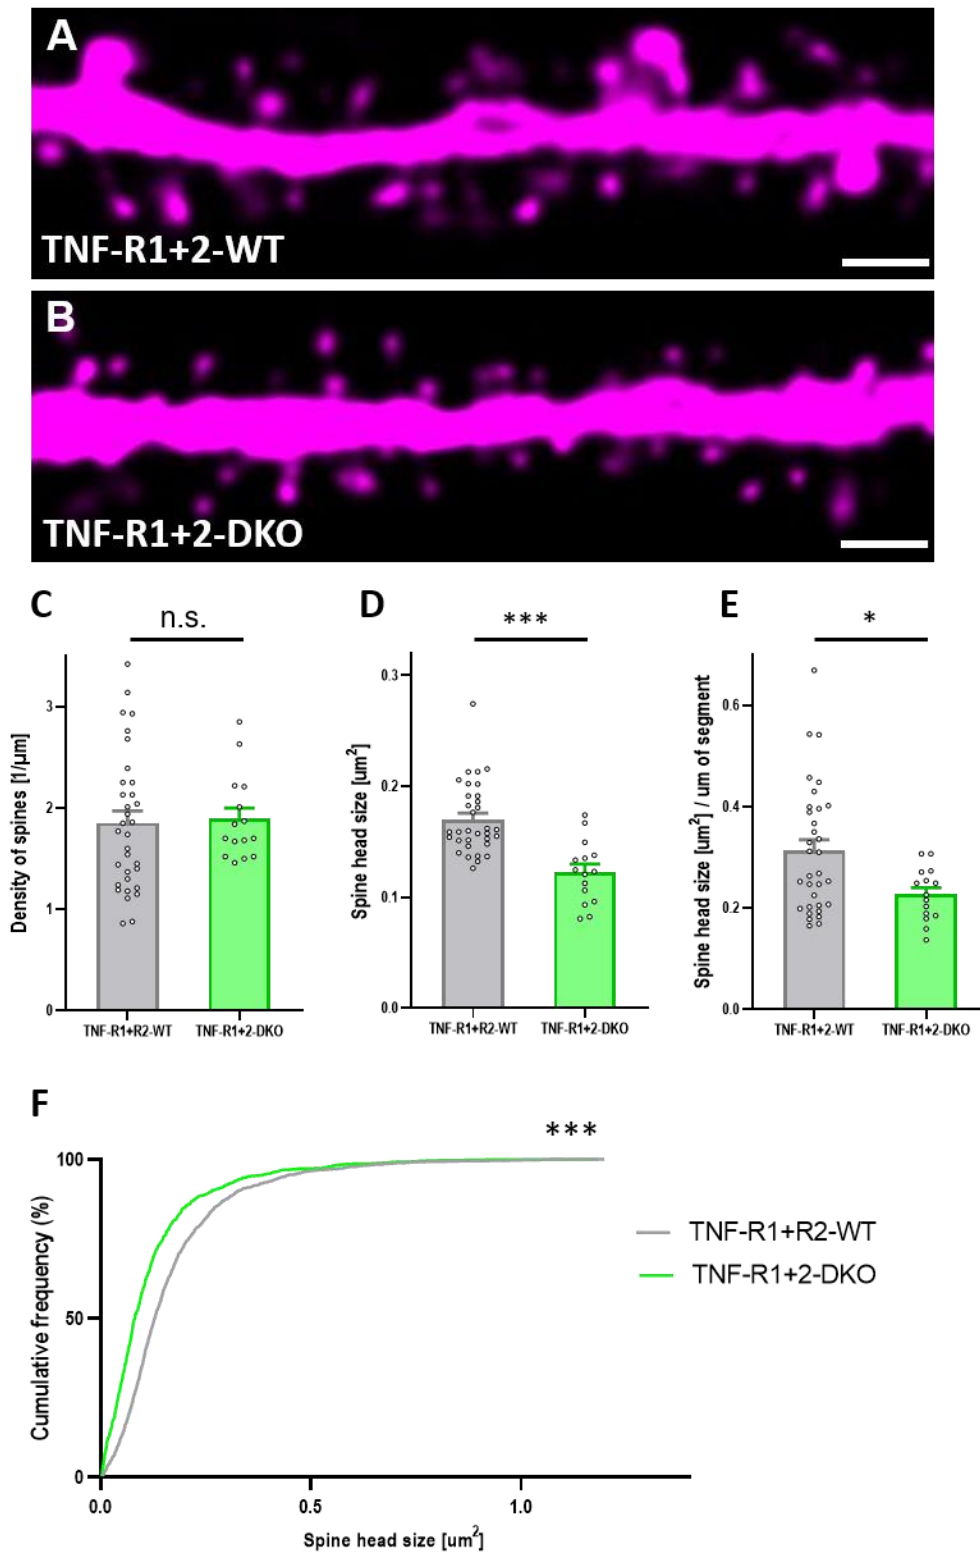 A
TNF-R1+2-WT
B
TNF-R1+2-DKO
C
n.s.
Density of spines [1/µm]
3
2
1
0
TNF-R1+R2-WT
TNF-R1+2-DKO
D
***
Spine head size [um²]
0.3
0.2
0.1
0.0
TNF-R1+R2-WT
TNF-R1+2-DKO
E
*
Spine head size [um²] / um of segment
0.6
0.4
0.2
0.0
TNF-R1+2-WT
TNF-R1+2-DKO
F
***
Cumulative frequency (%)
100
50
0
0.0
0.5
1.0
Spine head size [um²]
TNF-R1+R2-WT
TNF-R1+2-DKO